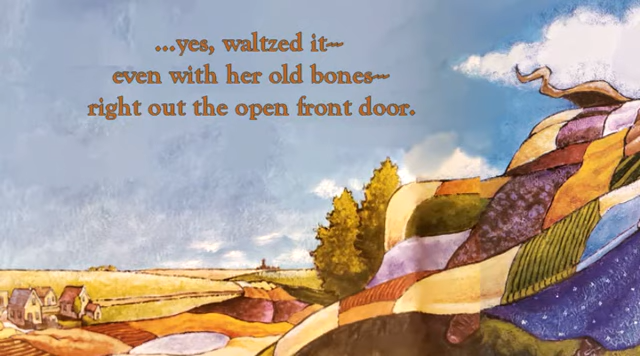 ...yes, waltzed it~
even with her old bones~
right out the open front door.